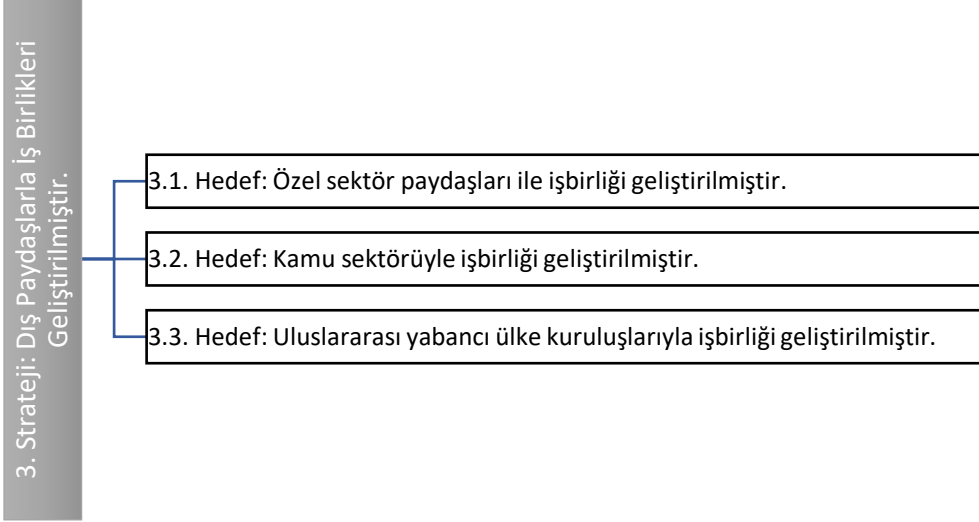 3. Strateji: Dış Paydaşlarla İş Birlikleri
Geliştirilmiştir.
3.1. Hedef: Özel sektör paydaşları ile işbirliği geliştirilmiştir.
3.2. Hedef: Kamu sektörüyle işbirliği geliştirilmiştir.
3.3. Hedef: Uluslararası yabancı ülke kuruluşlarıyla işbirliği geliştirilmiştir.